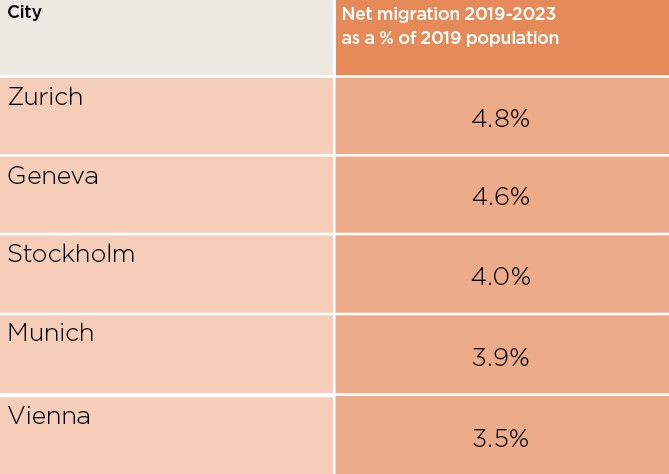 City
Net migration 2019-2023
as a % of 2019 population
Zurich
4.8%
Geneva
4.6%
Stockholm
4.0%
Munich
3.9%
Vienna
3.5%